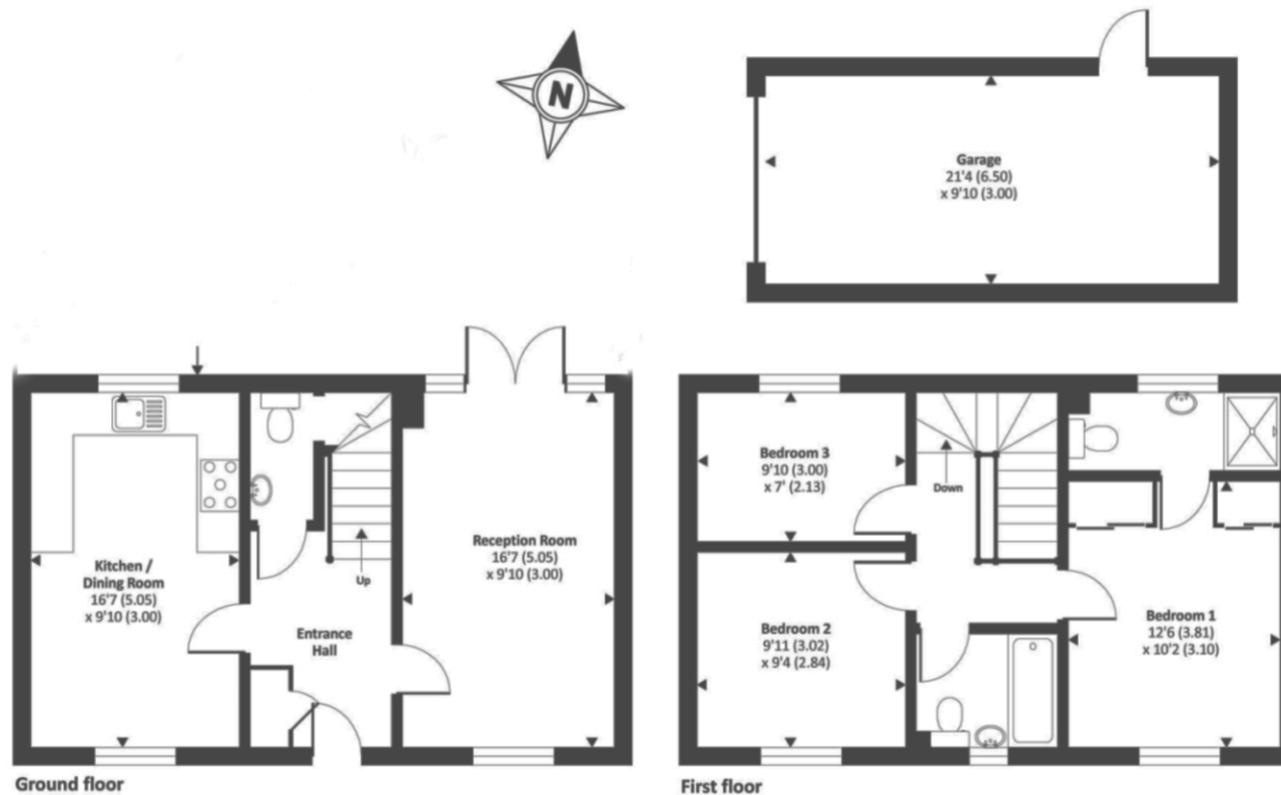 N
Garage
21'4 (6.50)
x 9'10 (3.00)
Kitchen /
Dining Room
16'7 (5.05)
x 9'10 (3.00)
Up
Entrance
Hall
Reception Room
16'7 (5.05)
x 9'10 (3.00)
Ground floor
Bedroom 3
9'10 (3.00)
x 7' (2.13)
Down
Bedroom 2
9'11 (3.02)
x 9'4 (2.84)
Bedroom 1
12'6 (3.81)
x 10'2 (3.10)
First floor